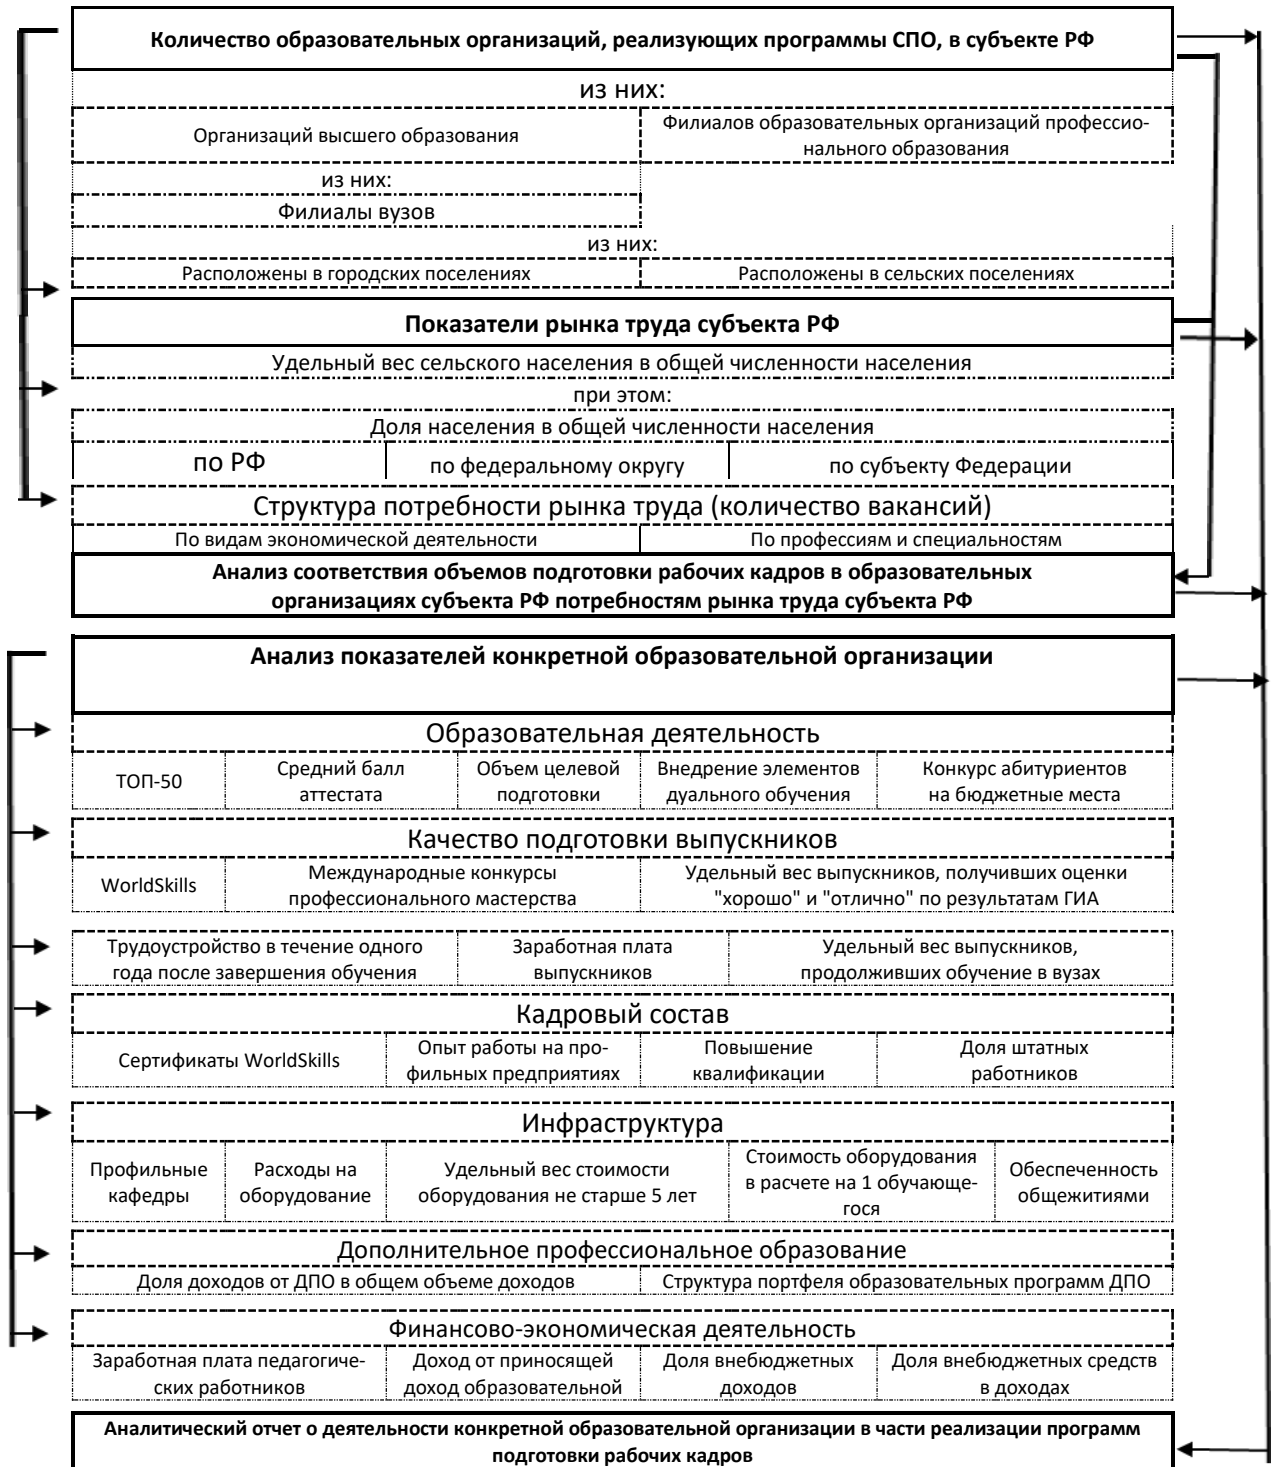 Количество образовательных организаций, реализующих программы СПО, в субъекте РФ
из них:
Организаций высшего образования
Филиалов образовательных организаций профессио-
нального образования
из них:
Филиалы вузов
из них:
Расположены в городских поселениях
Расположены в сельских поселениях
Показатели рынка труда субъекта РФ
Удельный вес сельского населения в общей численности населения
при этом:
Доля населения в общей численности населения
по РФ
по федеральному округу
по субъекту Федерации
Структура потребности рынка труда (количество вакансий)
По видам экономической деятельности
По профессиям и специальностям
Анализ соответствия объемов подготовки рабочих кадров в образовательных
организациях субъекта РФ потребностям рынка труда субъекта РФ
Анализ показателей конкретной образовательной организации
Образовательная деятельность
ТОП-50
Средний балл
аттестата
Объем целевой
подготовки
Внедрение элементов
дуального обучения
Конкурс абитуриентов
на бюджетные места
Качество подготовки выпускников
WorldSkills
Международные конкурсы
профессионального мастерства
Удельный вес выпускников, получивших оценки
"хорошо" и "отлично" по результатам ГИА
Трудоустройство в течение одного
года после завершения обучения
Заработная плата
выпускников
Удельный вес выпускников,
продолживших обучение в вузах
Кадровый состав
Сертификаты WorldSkills
Опыт работы на про-
фильных предприятиях
Повышение
квалификации
Доля штатных
работников
Инфраструктура
Профильные
кафедры
Расходы на
оборудование
Удельный вес стоимости
оборудования не старше 5 лет
Стоимость оборудования
в расчете на 1 обучающе-
гося
Обеспеченность
общежитиями
Дополнительное профессиональное образование
Доля доходов от ДПО в общем объеме доходов
Структура портфеля образовательных программ ДПО
Финансово-экономическая деятельность
Заработная плата педагогиче-
ских работников
Доход от приносящей
доход образовательной
Доля внебюджетных
доходов
Доля внебюджетных средств
в доходах
Аналитический отчет о деятельности конкретной образовательной организации в части реализации программ
подготовки рабочих кадров